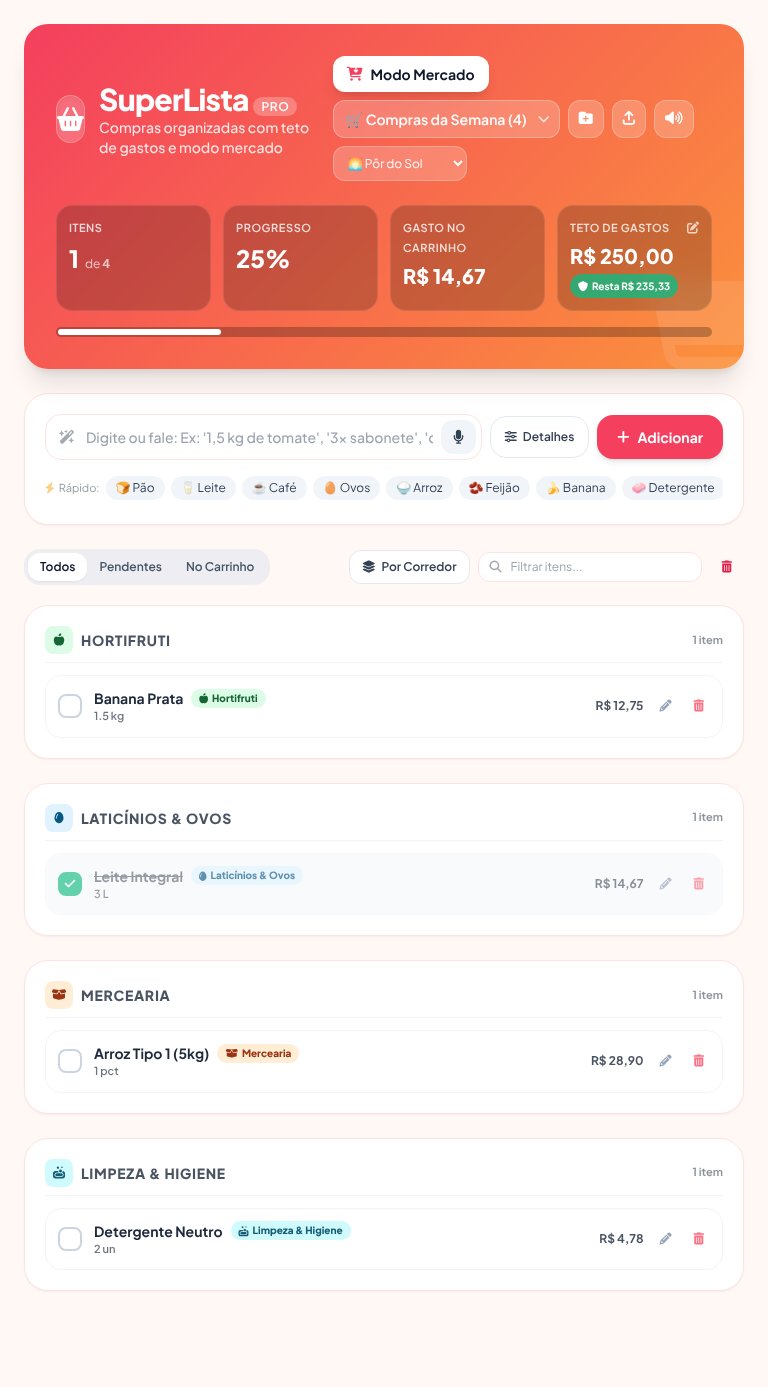 SuperLista PRO
Compras organizadas com teto
de gastos e modo mercado
Modo Mercado
🛒 Compras da Semana (4)
🌅 Pôr do Sol
ITENS
1 de 4
PROGRESSO
25%
GASTO NO
CARRINHO
R$ 14,67
TETO DE GASTOS
R$ 250,00
Resta R$ 235,33
Digite ou fale: Ex: '1,5 kg de tomate', '3x sabonete', 'c
Detalhes
+ Adicionar
⚡ Rápido: 🍞 Pão 🥛 Leite ☕ Café 🥚 Ovos 🍚 Arroz 🫘 Feijão 🍌 Banana 🧼 Detergente
Todos Pendentes No Carrinho
Por Corredor
Filtrar itens...
HORTIFRUTI
1 item
Banana Prata Hortifruti
1.5 kg
R$ 12,75
LATICÍNIOS & OVOS
1 item
Leite Integral Laticínios & Ovos
3 L
R$ 14,67
MERCEARIA
1 item
Arroz Tipo 1 (5kg) Mercearia
1 pct
R$ 28,90
LIMPEZA & HIGIENE
1 item
Detergente Neutro Limpeza & Higiene
2 un
R$ 4,78